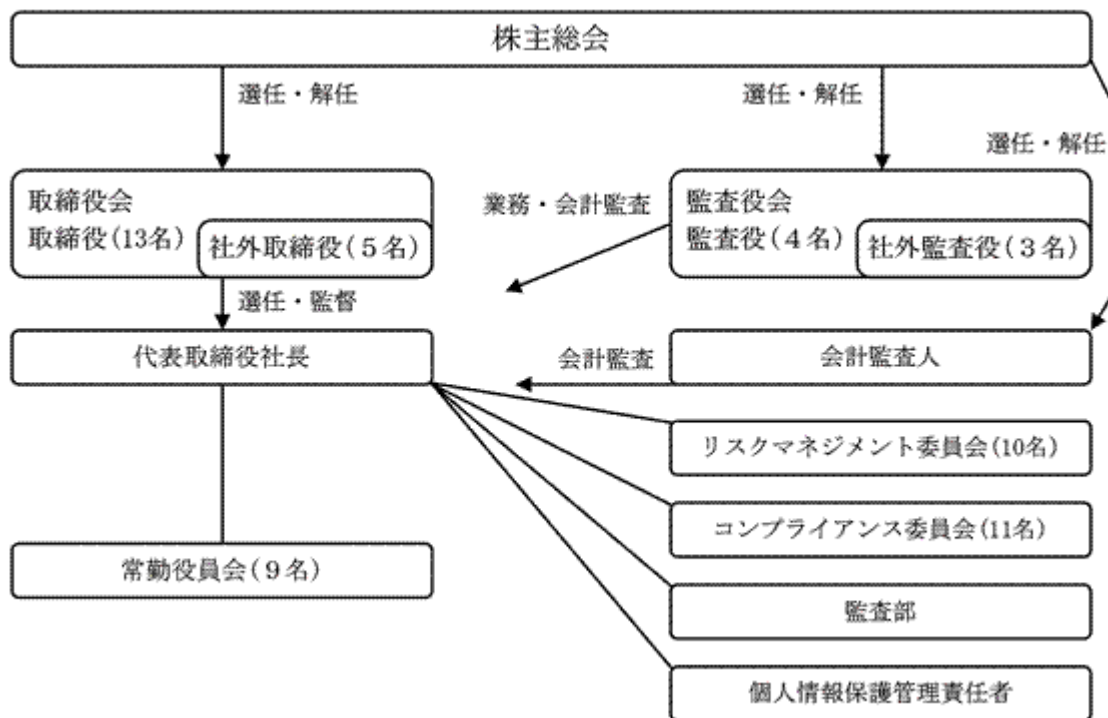 株主総会
選任・解任
選任・解任
選任・解任
取締役会
取締役(13名)
社外取締役(５名)
業務・会計監査
監査役会
監査役(４名)
社外監査役(３名)
選任・監督
代表取締役社長
会計監査
会計監査人
リスクマネジメント委員会(10名)
コンプライアンス委員会(11名)
常勤役員会(９名)
監査部
個人情報保護管理責任者